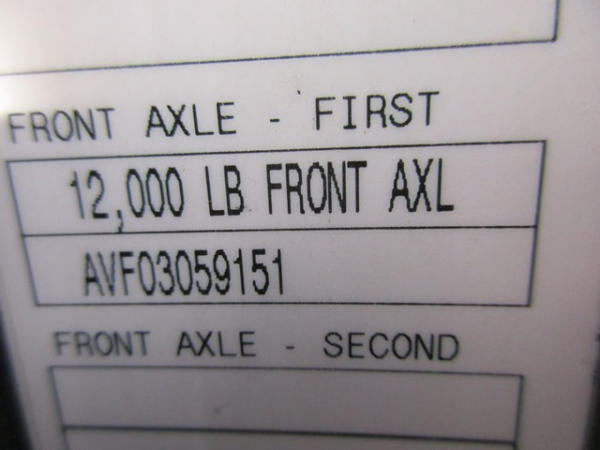 FRONT AXLE - FIRST
12,000 LB FRONT AXL
AVF03059151
FRONT AXLE - SECOND